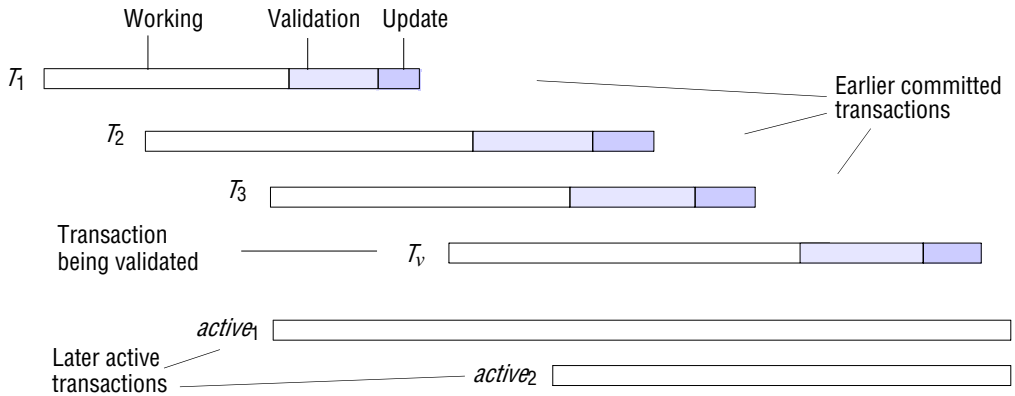 Working Validation Update
T1
Earlier committed
transactions
T2
T3
Transaction
being validated
Tv
active1
Later active
transactions
active2